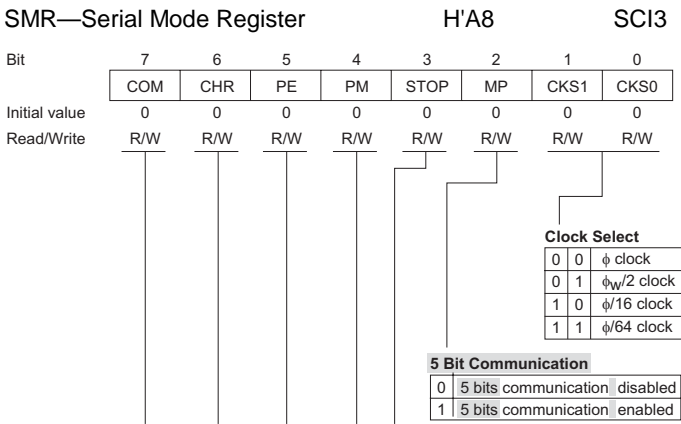 SMR—Serial Mode Register H'A8 SCI3
Bit 7 6 5 4 3 2 1 0
COM CHR PE PM STOP MP CKS1 CKS0
Initial value 0 0 0 0 0 0 0 0
Read/Write R/W R/W R/W R/W R/W R/W R/W R/W
Clock Select
0 0 ϕ clock
0 1 ϕW/2 clock
1 0 ϕ/16 clock
1 1 ϕ/64 clock
5 Bit Communication
0 5 bits communication disabled
1 5 bits communication enabled